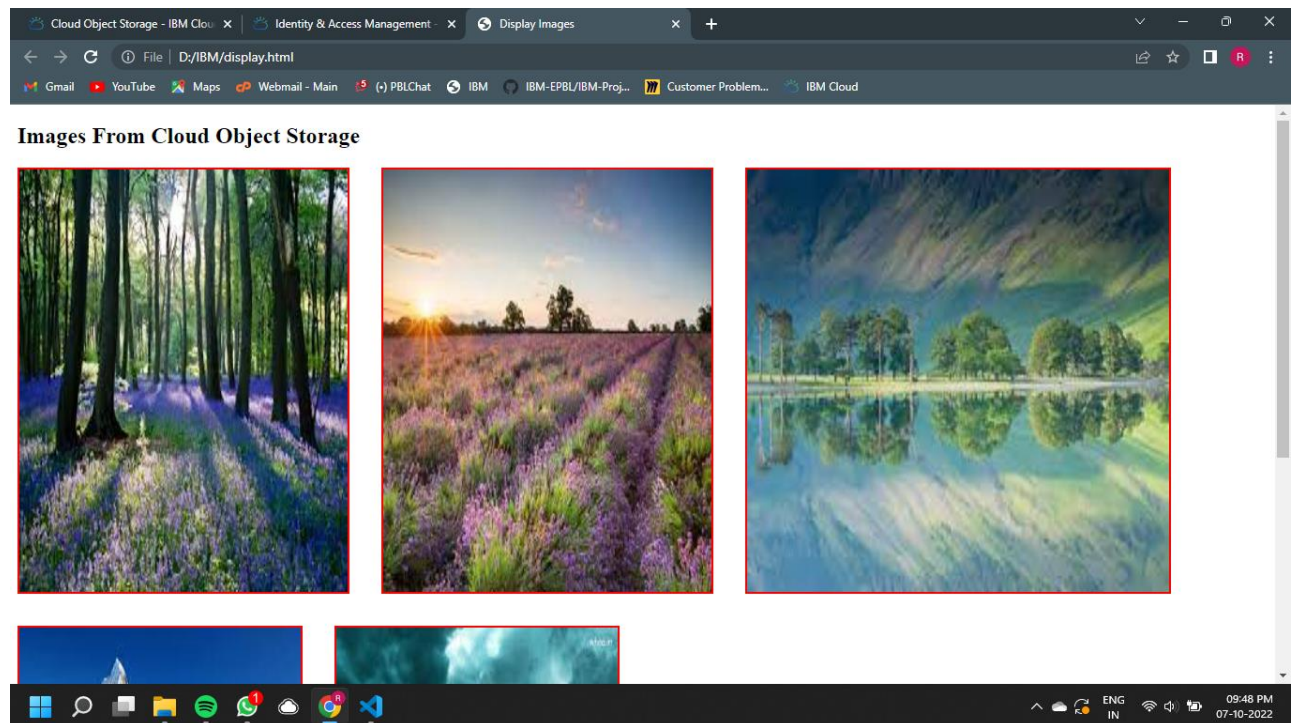 Cloud Object Storage - IBM Clou
Identity & Access Management -
Display Images
File
D:/IBM/display.html
R
Gmail
YouTube
Maps
Webmail - Main
(•) PBLChat
IBM
IBM-EPBL/IBM-Proj...
Customer Problem...
IBM Cloud
Images From Cloud Object Storage
1
ENG
IN
09:48 PM
07-10-2022